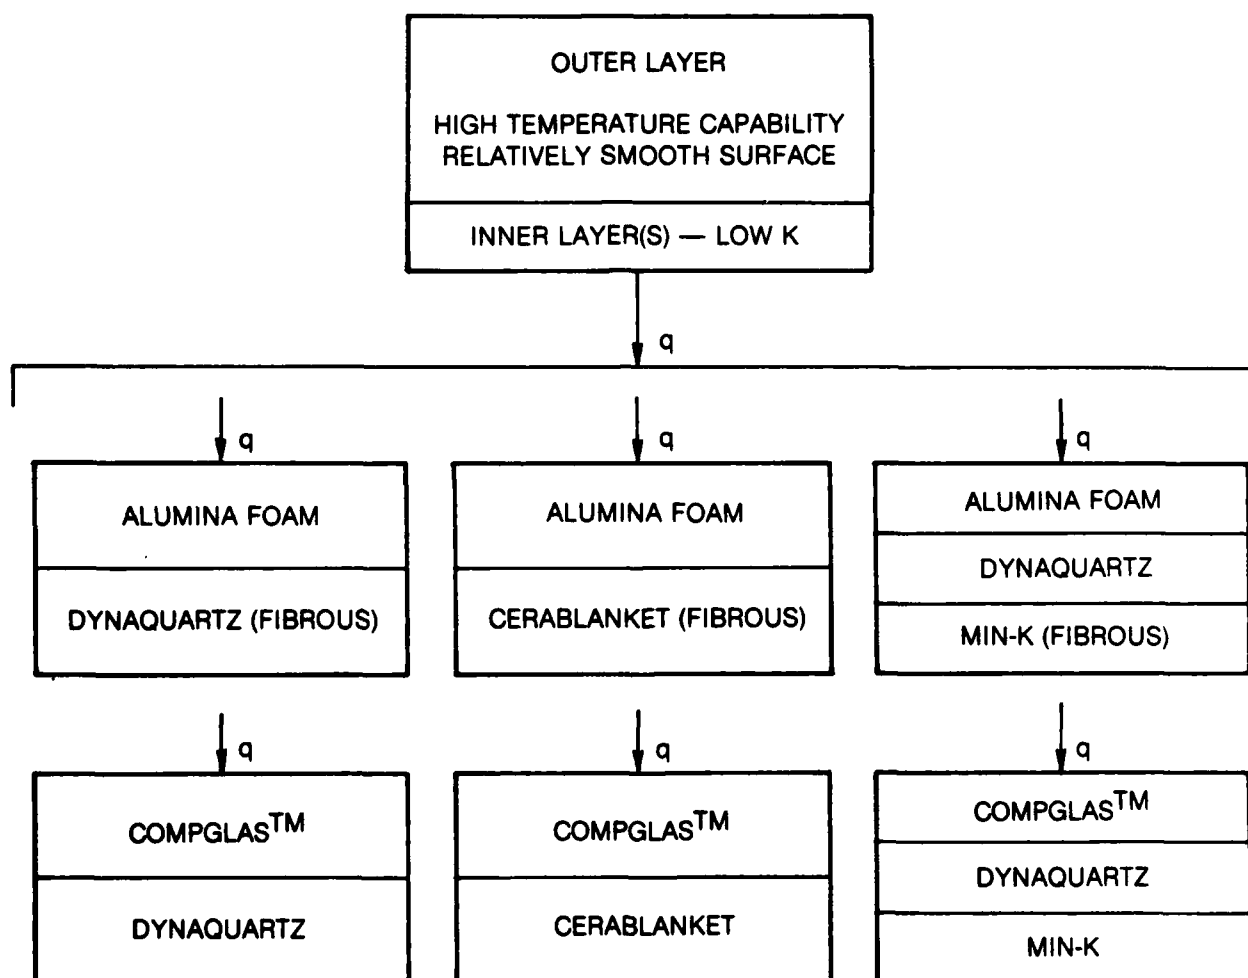 OUTER LAYER
HIGH TEMPERATURE CAPABILITY
RELATIVELY SMOOTH SURFACE
INNER LAYER(S) — LOW K
q
q
q
q
ALUMINA FOAM
DYNAQUARTZ (FIBROUS)
ALUMINA FOAM
CERABLANKET (FIBROUS)
ALUMINA FOAM
DYNAQUARTZ
MIN-K (FIBROUS)
q
q
q
COMPGLAS™
DYNAQUARTZ
COMPGLAS™
CERABLANKET
COMPGLAS™
DYNAQUARTZ
MIN-K